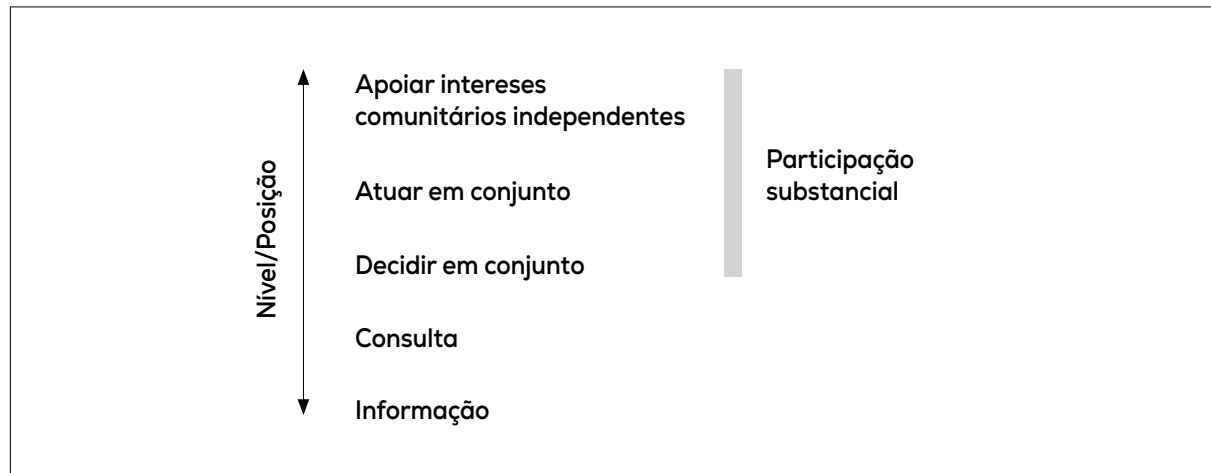 Nível/Posição
Apoiar intereses
comunitários independentes
Atuar em conjunto
Decidir em conjunto
Consulta
Informação
Participação
substancial